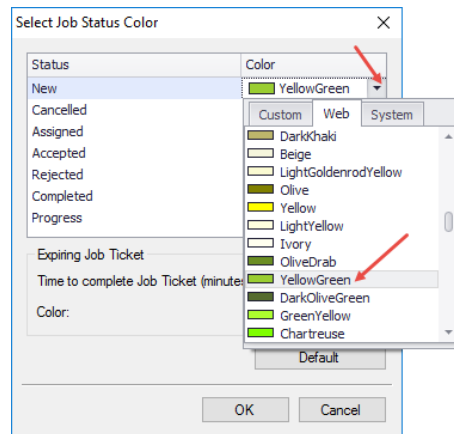 Select Job Status Color
Status Color
New YellowGreen
Cancelled Custom Web System
Assigned DarkKhaki
Accepted Beige
Rejected LightGoldenrodYellow
Completed Olive
Progress Yellow
LightYellow
Ivory
Expiring Job Ticket OliveDrab
Time to complete Job Ticket (minute YellowGreen
DarkOliveGreen
Color: GreenYellow
Chartreuse
Default
OK Cancel